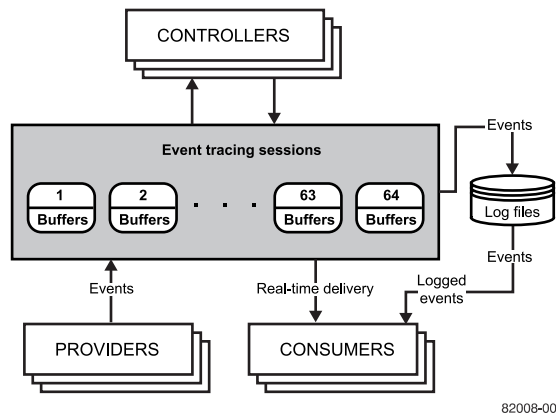 CONTROLLERS
Event tracing sessions
1
Buffers
2
Buffers
. . .
63
Buffers
64
Buffers
Events
Log files
Events
Events
Real-time delivery
Logged
events
PROVIDERS
CONSUMERS
82008-00